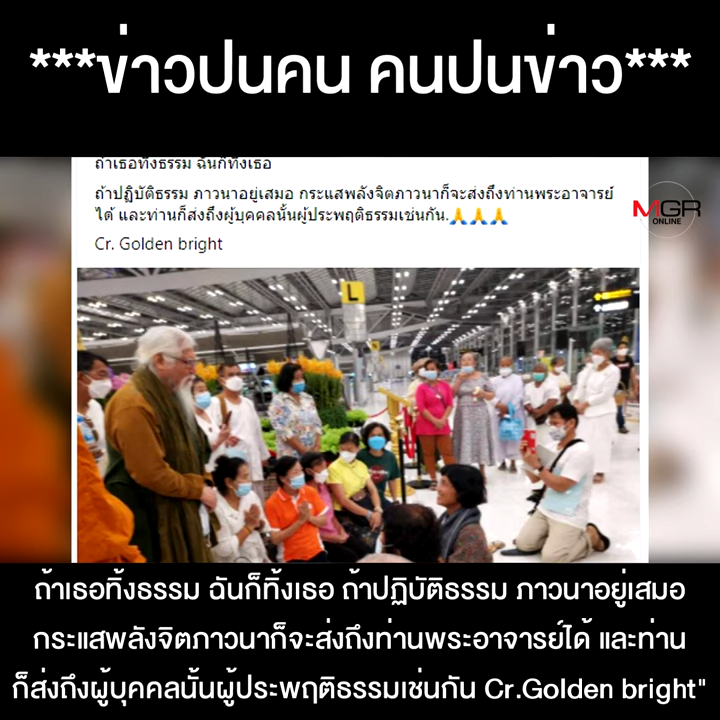 ***ข่าวปนคน คนปนข่าว***
ถ้าเธอทิ้งธรรม ฉันก็ทิ้งเธอ
ถ้าปฏิบัติธรรม ภาวนาอยู่เสมอ กระแสพลังจิตภาวนาก็จะส่งถึงท่านพระอาจารย์
ได้ และท่านก็ส่งถึงผู้บุคคลนั้นผู้ประพฤติธรรมเช่นกัน.🙏🙏🙏
Cr. Golden bright
MGR
ONLINE
L
ถ้าเธอทิ้งธรรม ฉันก็ทิ้งเธอ ถ้าปฏิบัติธรรม ภาวนาอยู่เสมอ
กระแสพลังจิตภาวนาก็จะส่งถึงท่านพระอาจารย์ได้ และท่าน
ก็ส่งถึงผู้บุคคลนั้นผู้ประพฤติธรรมเช่นกัน Cr.Golden bright"